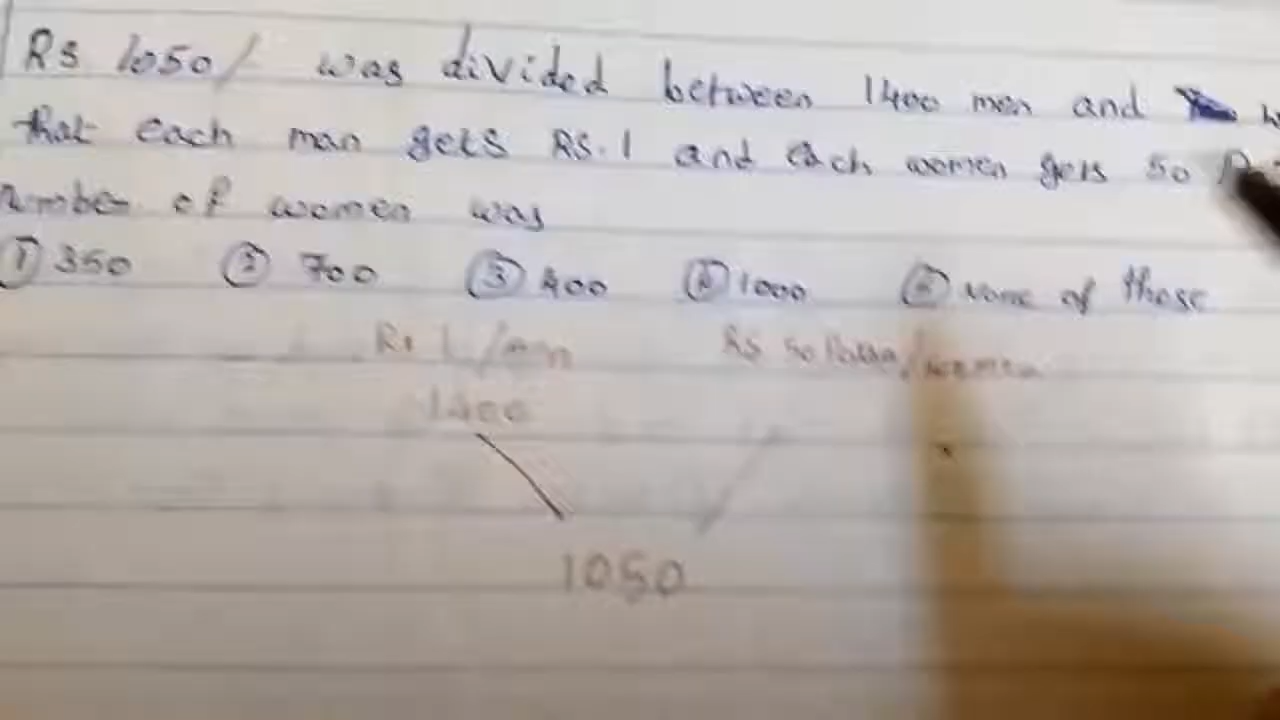 Rs 1050/ was divided between 1400 men and
that each man gets Rs.1 and each women gets 50
number of women was
① 350 ② 700 ③ 400 ④ 1000 ⑤ None of these
Rs 1 /man Rs 50 Paisa/women
1400
1050